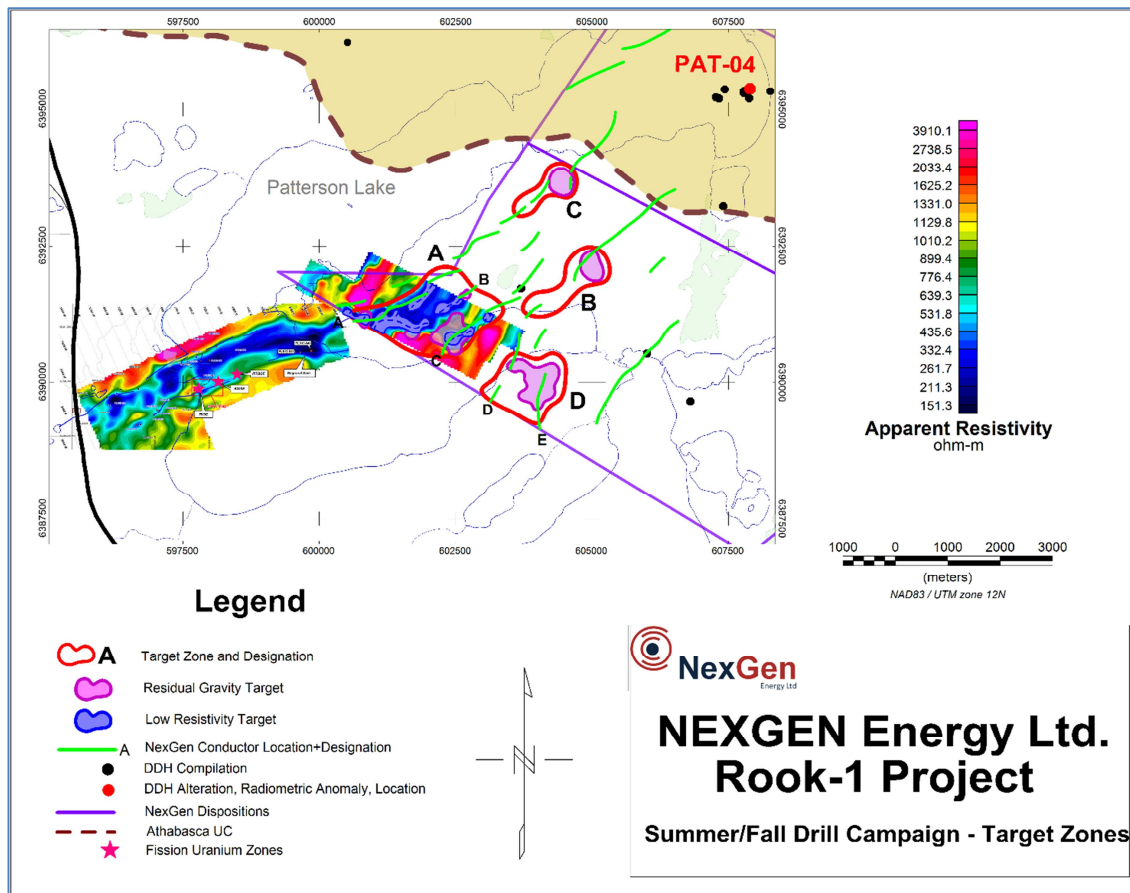 597500
600000
602500
605000
607500
PAT-04
6395000
6395000
Patterson Lake
C
6392500
6392500
A
B
B
A
C
6390000
6390000
D
D
E
6387500
6387500
597500
600000
602500
605000
607500
3910.1
2738.5
2033.4
1625.2
1331.0
1129.8
1010.2
899.4
776.4
639.3
531.8
435.6
332.4
261.7
211.3
151.3
Apparent Resistivity
ohm-m
1000 0 1000 2000 3000
(meters)
NAD83 / UTM zone 12N
Legend
A Target Zone and Designation
Residual Gravity Target
Low Resistivity Target
A NexGen Conductor Location+Designation
DDH Compilation
DDH Alteration, Radiometric Anomaly, Location
NexGen Dispositions
Athabasca UC
Fission Uranium Zones
N
NexGen
Energy Ltd
NEXGEN Energy Ltd.
Rook-1 Project
Summer/Fall Drill Campaign - Target Zones